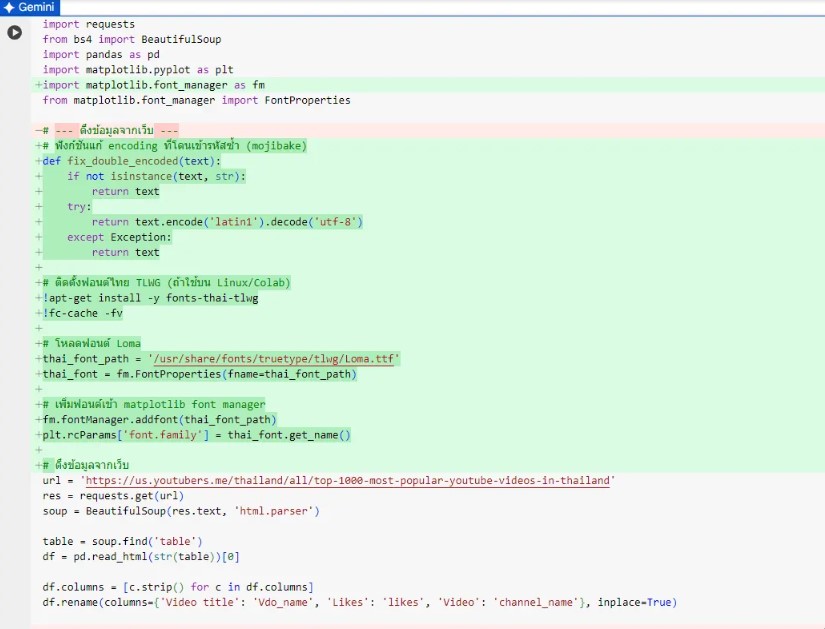 Gemini
import requests
from bs4 import BeautifulSoup
import pandas as pd
import matplotlib.pyplot as plt
+import matplotlib.font_manager as fm
from matplotlib.font_manager import FontProperties
-# --- ดึงข้อมูลจากเว็บ ---
+# ฟังก์ชันแก้ encoding ที่โดนเข้ารหัสซ้ำ (mojibake)
+def fix_double_encoded(text):
+    if not isinstance(text, str):
+        return text
+    try:
+        return text.encode('latin1').decode('utf-8')
+    except Exception:
+        return text
+
+# ติดตั้งฟอนต์ไทย TLWG (ถ้าใช้บน Linux/Colab)
+!apt-get install -y fonts-thai-tlwg
+!fc-cache -fv
+
+# โหลดฟอนต์ Loma
+thai_font_path = '/usr/share/fonts/truetype/tlwg/Loma.ttf'
+thai_font = fm.FontProperties(fname=thai_font_path)
+
+# เพิ่มฟอนต์เข้า matplotlib font manager
+fm.fontManager.addfont(thai_font_path)
+plt.rcParams['font.family'] = thai_font.get_name()
+
+# ดึงข้อมูลจากเว็บ
url = 'https://us.youtubers.me/thailand/all/top-1000-most-popular-youtube-videos-in-thailand'
res = requests.get(url)
soup = BeautifulSoup(res.text, 'html.parser')
table = soup.find('table')
df = pd.read_html(str(table))[0]
df.columns = [c.strip() for c in df.columns]
df.rename(columns={'Video title': 'Vdo_name', 'Likes': 'likes', 'Video': 'channel_name'}, inplace=True)